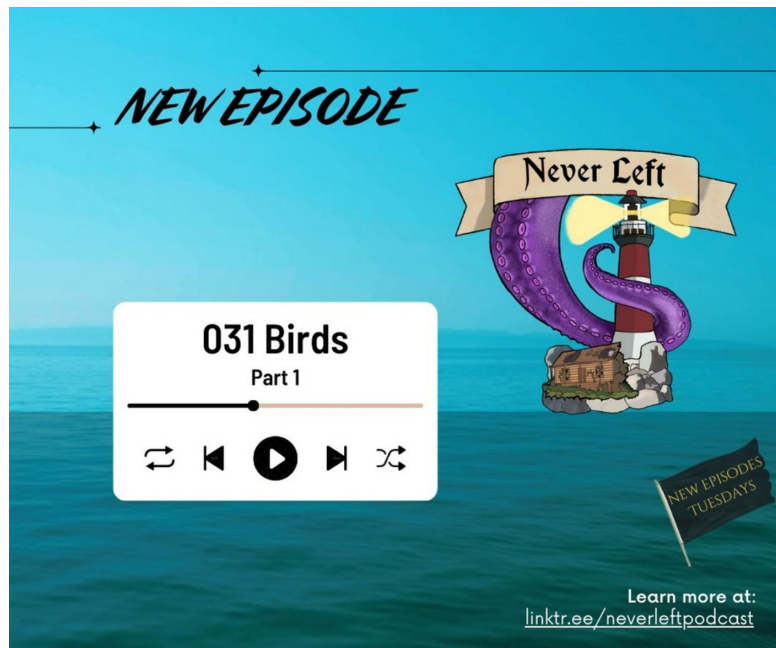 NEW EPISODE
Never Left
031 Birds
Part 1
NEW EPISODES
TUESDAYS
Learn more at:
linktr.ee/neverleftpodcast